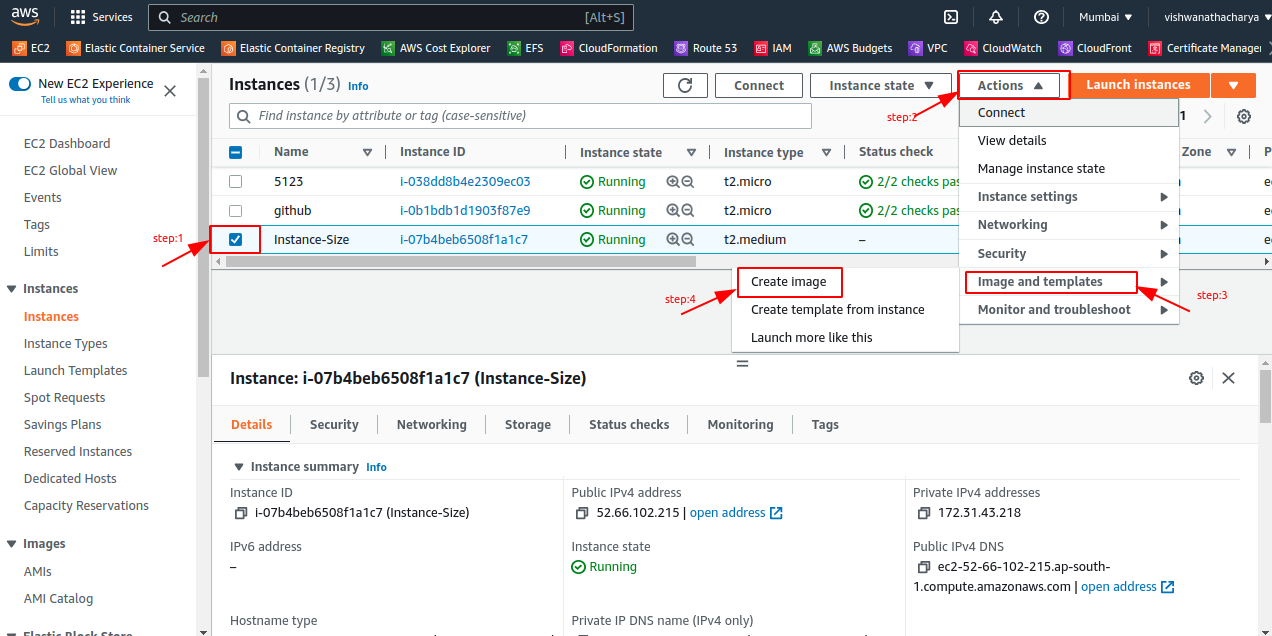 aws Services Search [Alt+S] Mumbai vishwanathacharya
EC2 Elastic Container Service Elastic Container Registry AWS Cost Explorer EFS CloudFormation Route 53 IAM AWS Budgets VPC CloudWatch CloudFront Certificate Manager
New EC2 Experience
Tell us what you think
EC2 Dashboard
EC2 Global View
Events
Tags
Limits
Instances
Instances
Instance Types
Launch Templates
Spot Requests
Savings Plans
Reserved Instances
Dedicated Hosts
Capacity Reservations
Images
AMIs
AMI Catalog
Elastic Block Store
Instances (1/3) Info Connect Instance state Actions Launch instances
Find instance by attribute or tag (case-sensitive) 1
step:2
Name Instance ID Instance state Instance type Status check Zone P
5123 i-038dd8b4e2309ec03 Running t2.micro 2/2 checks pas
github i-0b1bdb1d1903f87e9 Running t2.micro 2/2 checks pas
step:1
Instance-Size i-07b4beb6508f1a1c7 Running t2.medium –
Connect
View details
Manage instance state
Instance settings
Networking
Security
Image and templates
Monitor and troubleshoot
step:3
step:4
Create image
Create template from instance
Launch more like this
Instance: i-07b4beb6508f1a1c7 (Instance-Size)
Details Security Networking Storage Status checks Monitoring Tags
Instance summary Info
Instance ID
i-07b4beb6508f1a1c7 (Instance-Size)
Public IPv4 address
52.66.102.215 | open address
Private IPv4 addresses
172.31.43.218
IPv6 address
–
Instance state
Running
Public IPv4 DNS
ec2-52-66-102-215.ap-south-
1.compute.amazonaws.com | open address
Hostname type
Private IP DNS name (IPv4 only)